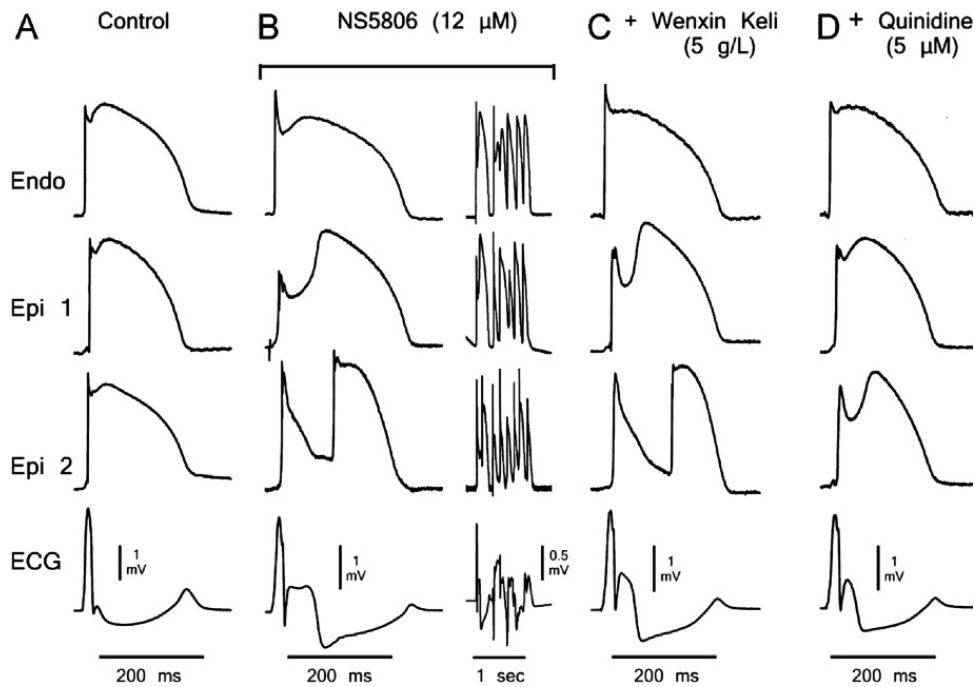 A Control
B NS5806 (12 µM)
C + Wenxin Keli
(5 g/L)
D + Quinidine
(5 µM)
Endo
Epi 1
Epi 2
ECG
1
mV
1
mV
0.5
mV
1
mV
1
mV
200 ms
200 ms
1 sec
200 ms
200 ms